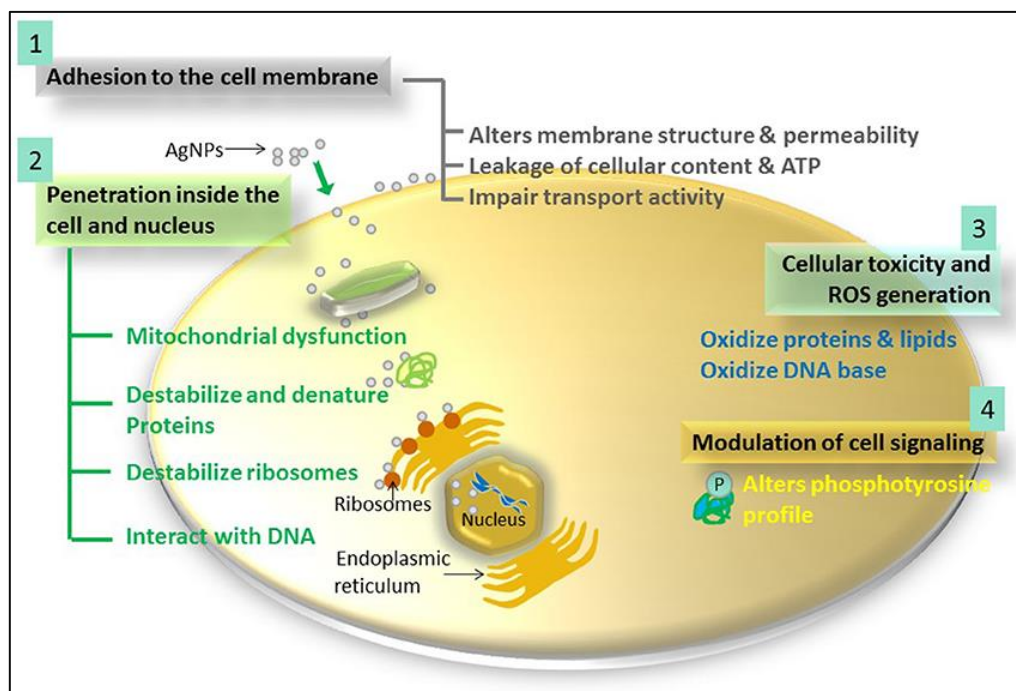 1
Adhesion to the cell membrane
Alters membrane structure & permeability
Leakage of cellular content & ATP
Impair transport activity
AgNPs
2
Penetration inside the
cell and nucleus
Mitochondrial dysfunction
Destabilize and denature
Proteins
Destabilize ribosomes
Interact with DNA
Ribosomes
Nucleus
Endoplasmic
reticulum
3
Cellular toxicity and
ROS generation
Oxidize proteins & lipids
Oxidize DNA base
4
Modulation of cell signaling
P
Alters phosphotyrosine
profile